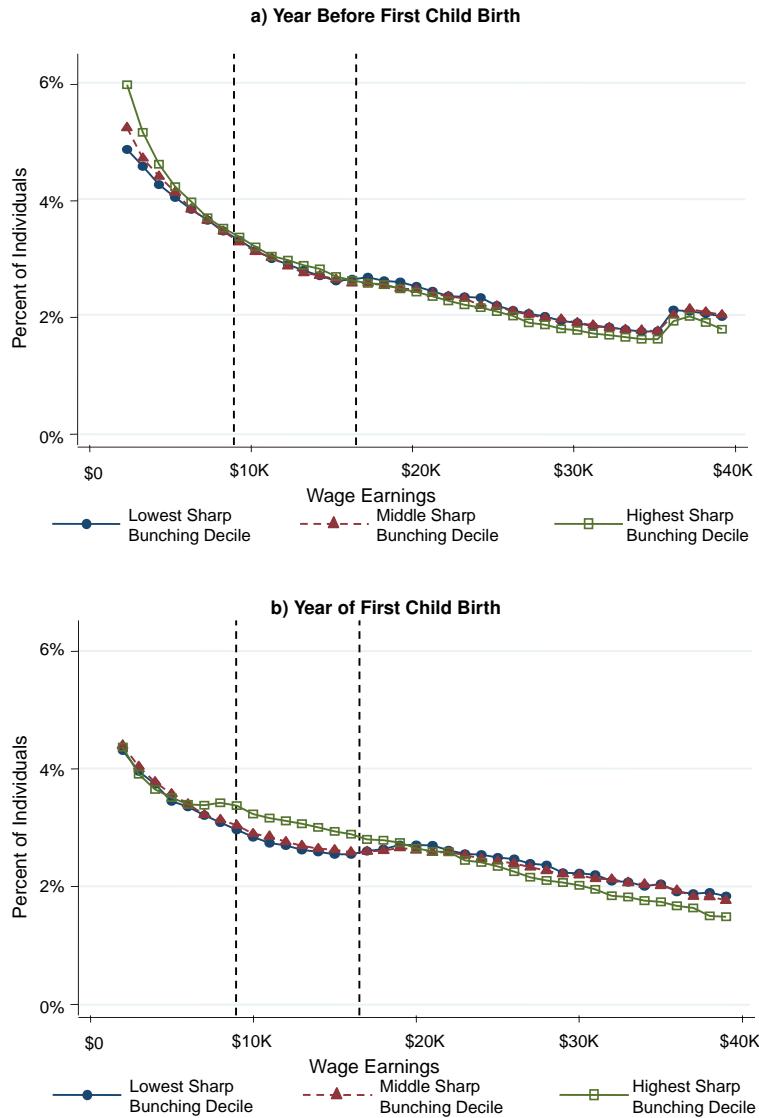 a) Year Before First Child Birth
6%
4%
2%
0%
Percent of Individuals
$0
$10K
$20K
$30K
$40K
Wage Earnings
Lowest Sharp
Bunching Decile
Middle Sharp
Bunching Decile
Highest Sharp
Bunching Decile
b) Year of First Child Birth
6%
4%
2%
0%
Percent of Individuals
$0
$10K
$20K
$30K
$40K
Wage Earnings
Lowest Sharp
Bunching Decile
Middle Sharp
Bunching Decile
Highest Sharp
Bunching Decile